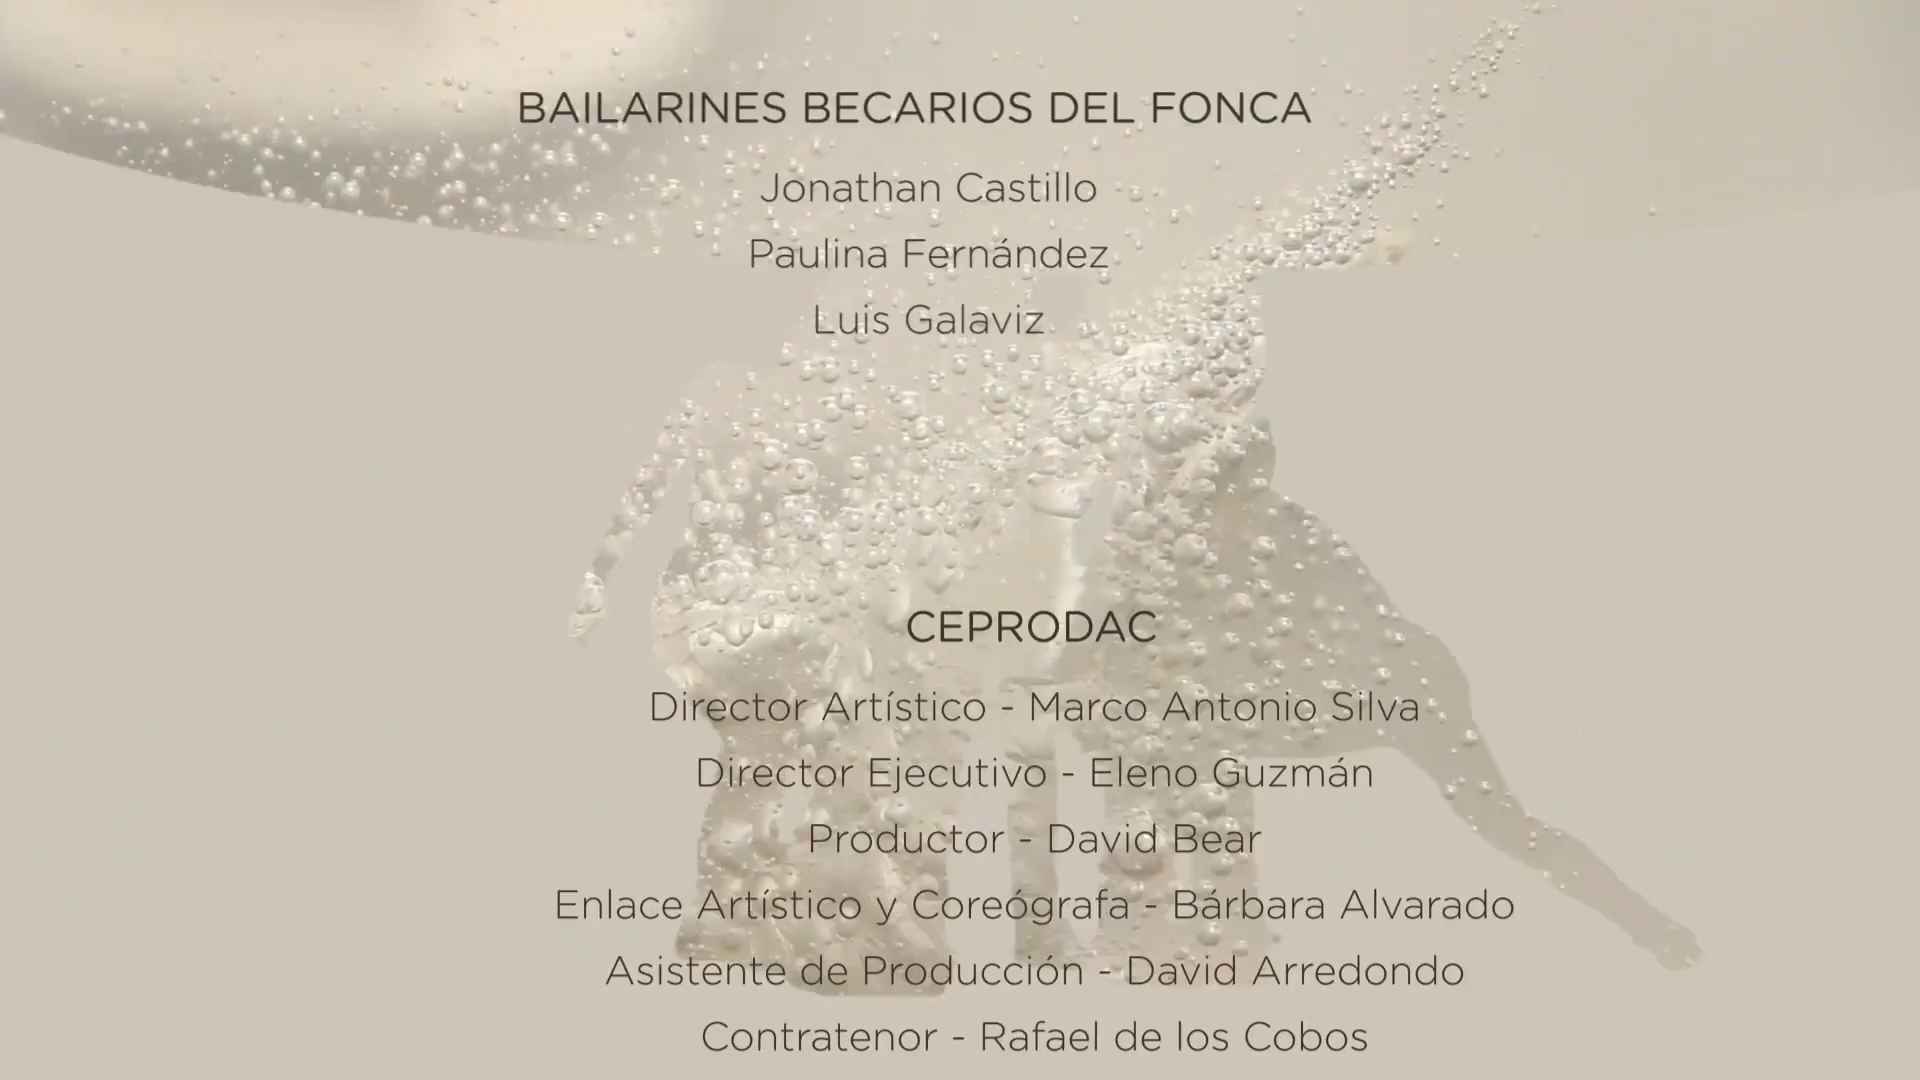 BAILARINES BECARIOS DEL FONCA
Jonathan Castillo
Paulina Fernández
Luis Galaviz
CEPRODAC
Director Artístico - Marco Antonio Silva
Director Ejecutivo - Eleno Guzmán
Productor - David Bear
Enlace Artístico y Coreógrafa - Bárbara Alvarado
Asistente de Producción - David Arredondo
Contratenor - Rafael de los Cobos